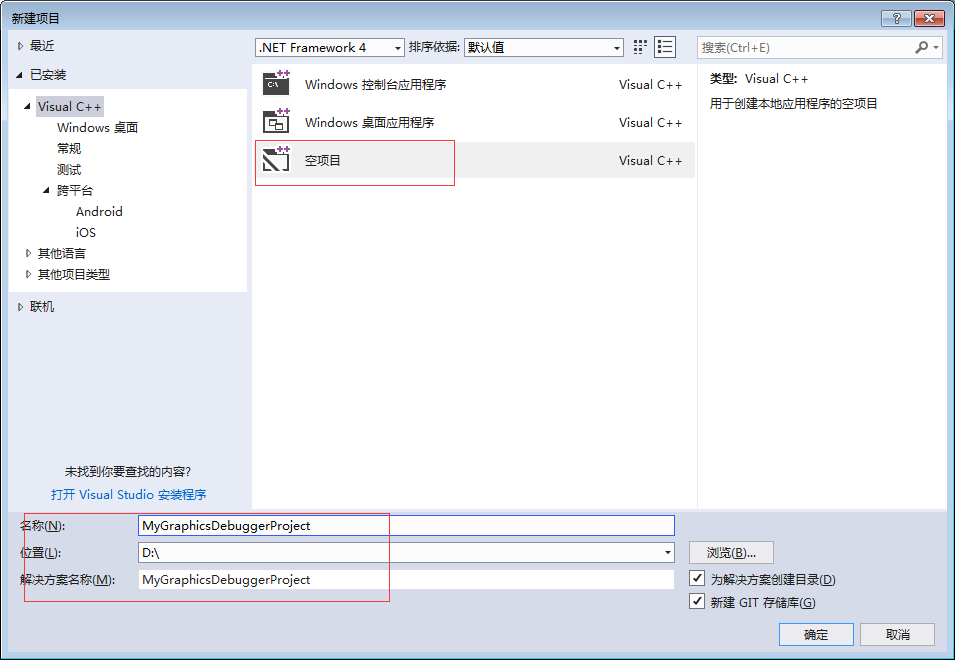 新建项目
最近
.NET Framework 4 排序依据: 默认值
搜索(Ctrl+E)
已安装
Visual C++
Windows 桌面
常规
测试
跨平台
Android
iOS
其他语言
其他项目类型
联机
未找到你要查找的内容?
打开 Visual Studio 安装程序
C:\
Windows 控制台应用程序 Visual C++
Windows 桌面应用程序 Visual C++
空项目 Visual C++
类型: Visual C++
用于创建本地应用程序的空项目
名称(N): MyGraphicsDebuggerProject
位置(L): D:\
浏览(B)...
解决方案名称(M): MyGraphicsDebuggerProject
为解决方案创建目录(D)
新建 GIT 存储库(G)
确定 取消